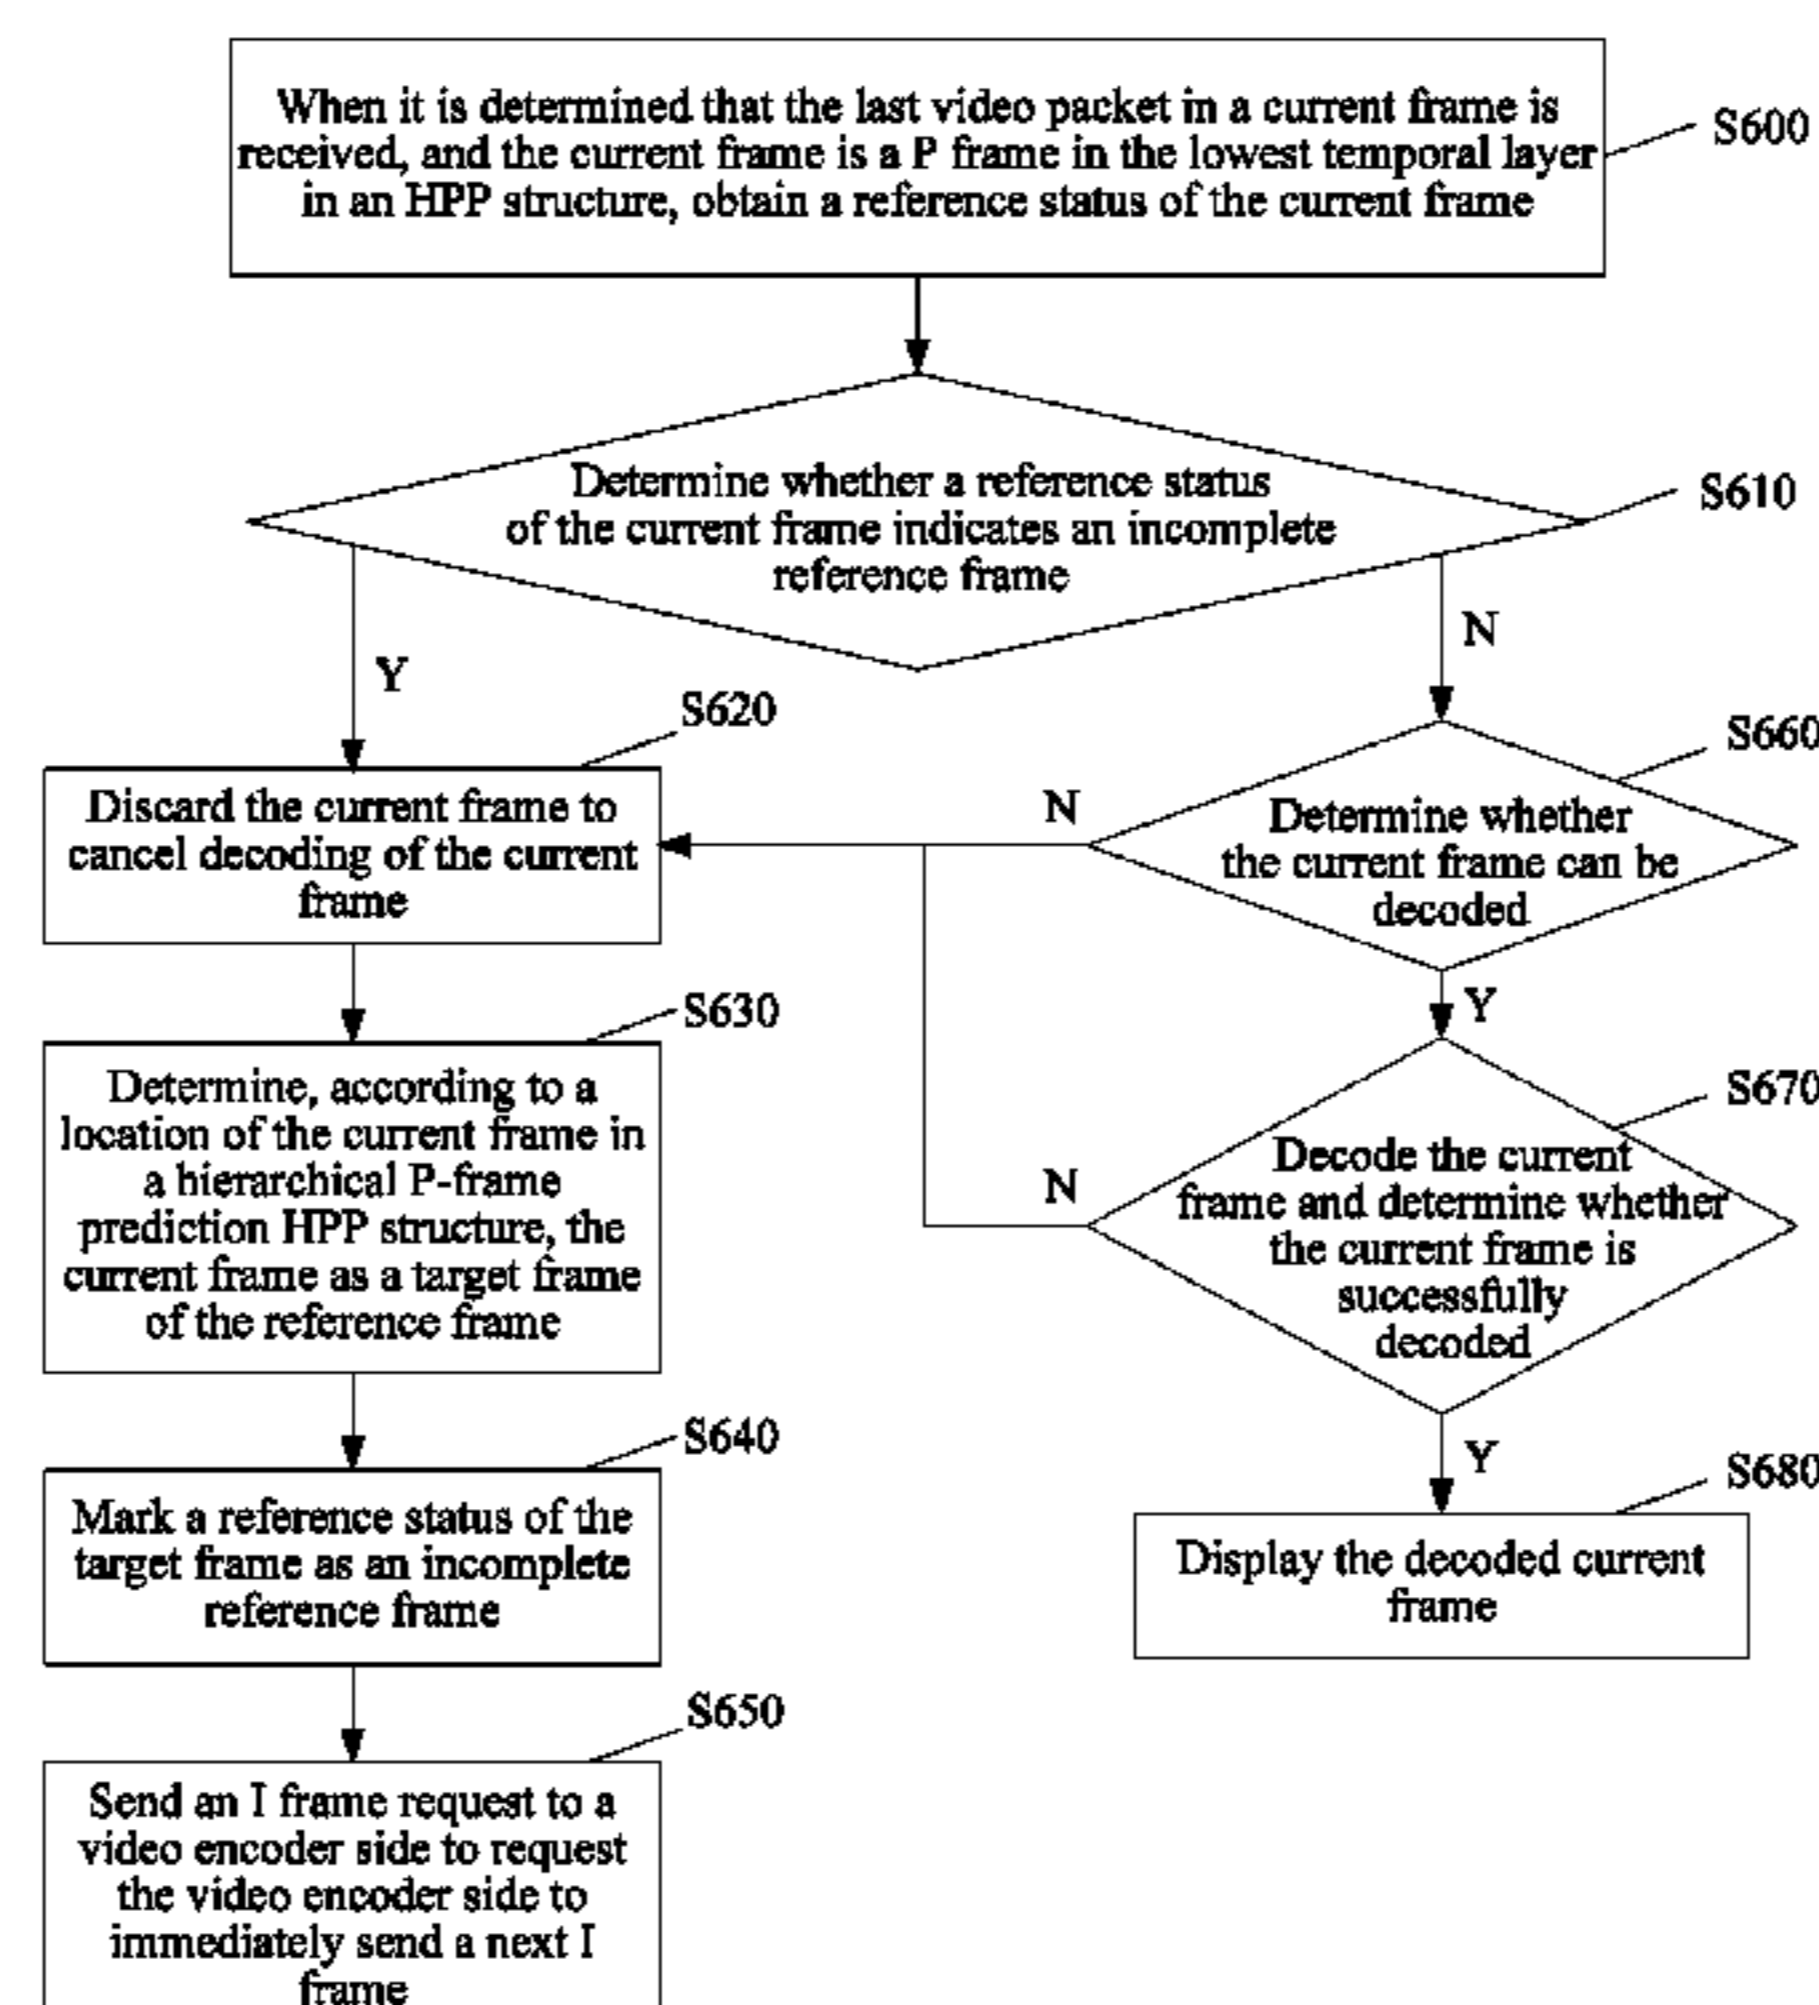 When it is determined that the last video packet in a current frame is
received, and the current frame is a P frame in the lowest temporal layer
in an HPP structure, obtain a reference status of the current frame
S600
Determine whether a reference status
of the current frame indicates an incomplete
reference frame
S610
Y
N
S620
Discard the current frame to
cancel decoding of the current
frame
S660
N
Determine whether
the current frame can be
decoded
Y
S630
Determine, according to a
location of the current frame in
a hierarchical P-frame
prediction HPP structure, the
current frame as a target frame
of the reference frame
S670
N
Decode the current
frame and determine whether
the current frame is
successfully
decoded
Y
S640
Mark a reference status of the
target frame as an incomplete
reference frame
S680
Display the decoded current
frame
S650
Send an I frame request to a
video encoder side to request
the video encoder side to
immediately send a next I
frame